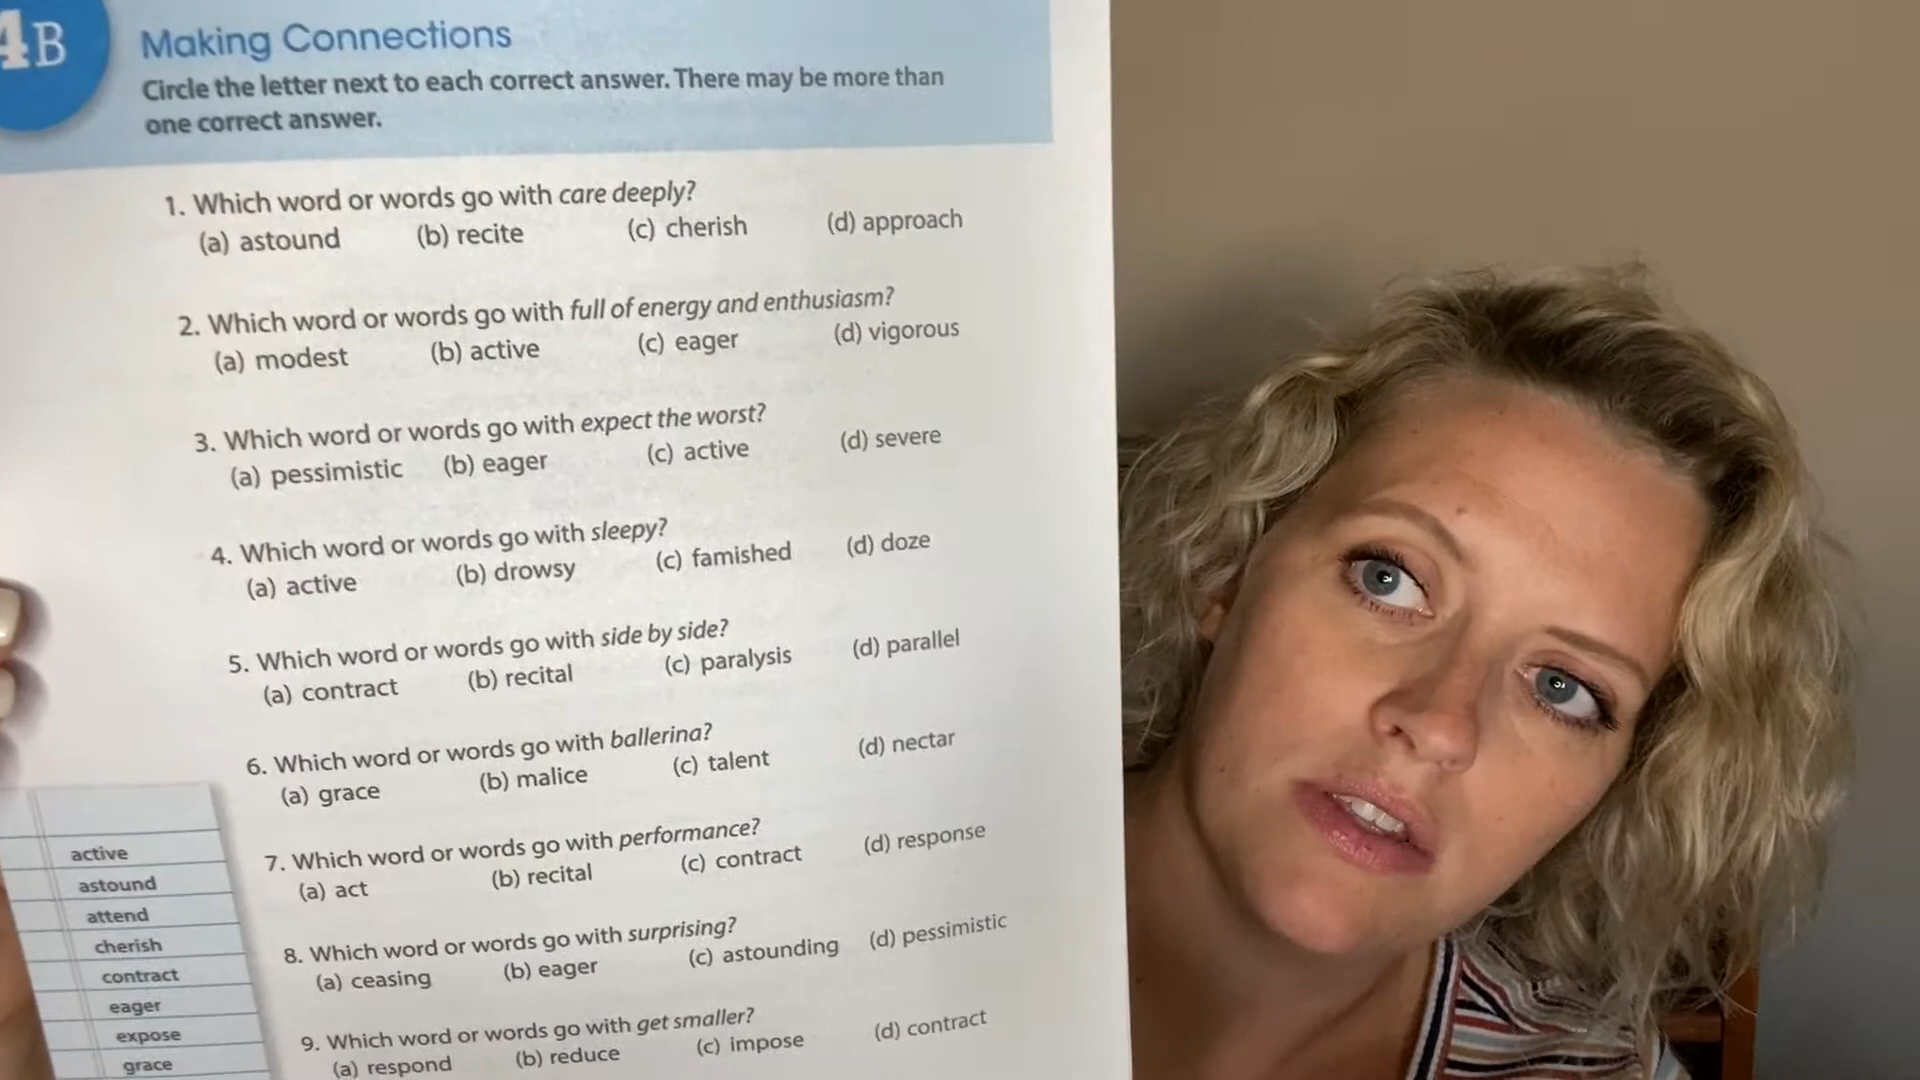 4B
Making Connections
Circle the letter next to each correct answer. There may be more than
one correct answer.
1. Which word or words go with care deeply?
(a) astound (b) recite (c) cherish (d) approach
2. Which word or words go with full of energy and enthusiasm?
(a) modest (b) active (c) eager (d) vigorous
3. Which word or words go with expect the worst?
(a) pessimistic (b) eager (c) active (d) severe
4. Which word or words go with sleepy?
(a) active (b) drowsy (c) famished (d) doze
5. Which word or words go with side by side?
(a) contract (b) recital (c) paralysis (d) parallel
6. Which word or words go with ballerina?
(a) grace (b) malice (c) talent (d) nectar
7. Which word or words go with performance?
(a) act (b) recital (c) contract (d) response
8. Which word or words go with surprising?
(a) ceasing (b) eager (c) astounding (d) pessimistic
9. Which word or words go with get smaller?
(a) respond (b) reduce (c) impose (d) contract
active
astound
attend
cherish
contract
eager
expose
grace